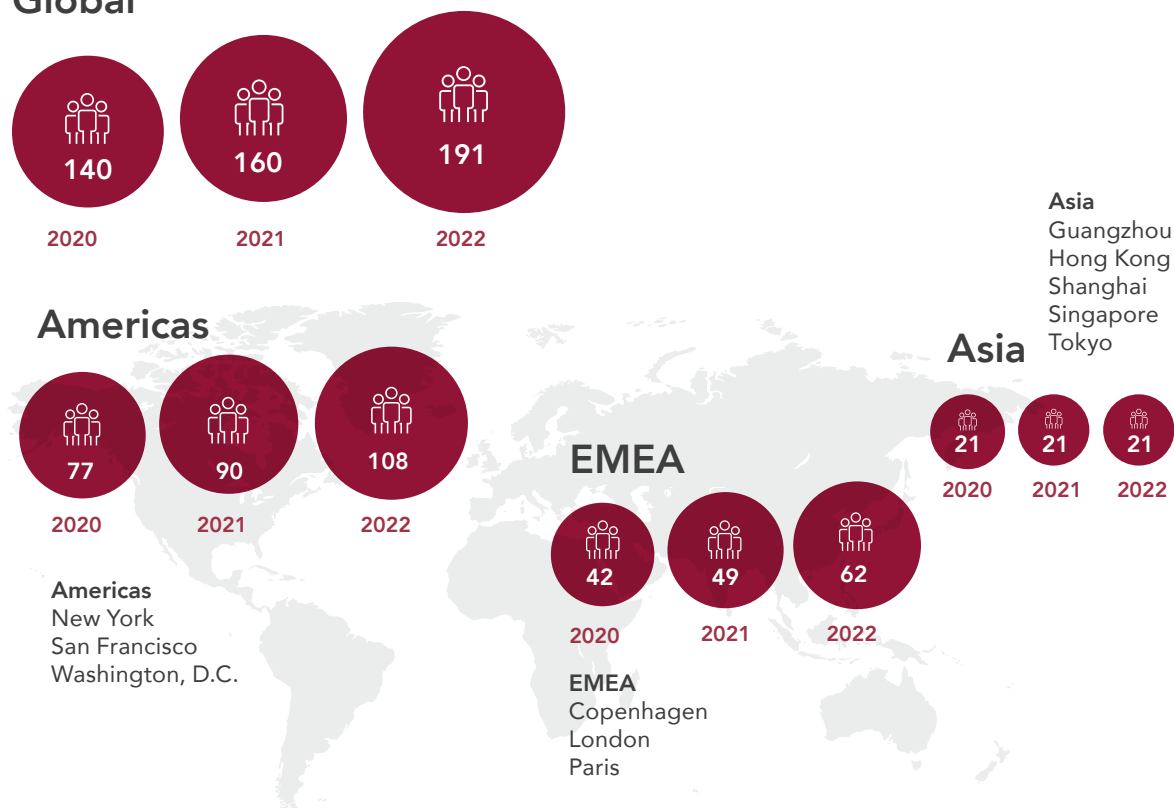 Global
140
160
191
2020
2021
2022
Americas
77
90
108
2020
2021
2022
Americas
New York
San Francisco
Washington, D.C.
EMEA
42
49
62
2020
2021
2022
EMEA
Copenhagen
London
Paris
Asia
Guangzhou
Hong Kong
Shanghai
Singapore
Tokyo
Asia
21
21
21
2020
2021
2022